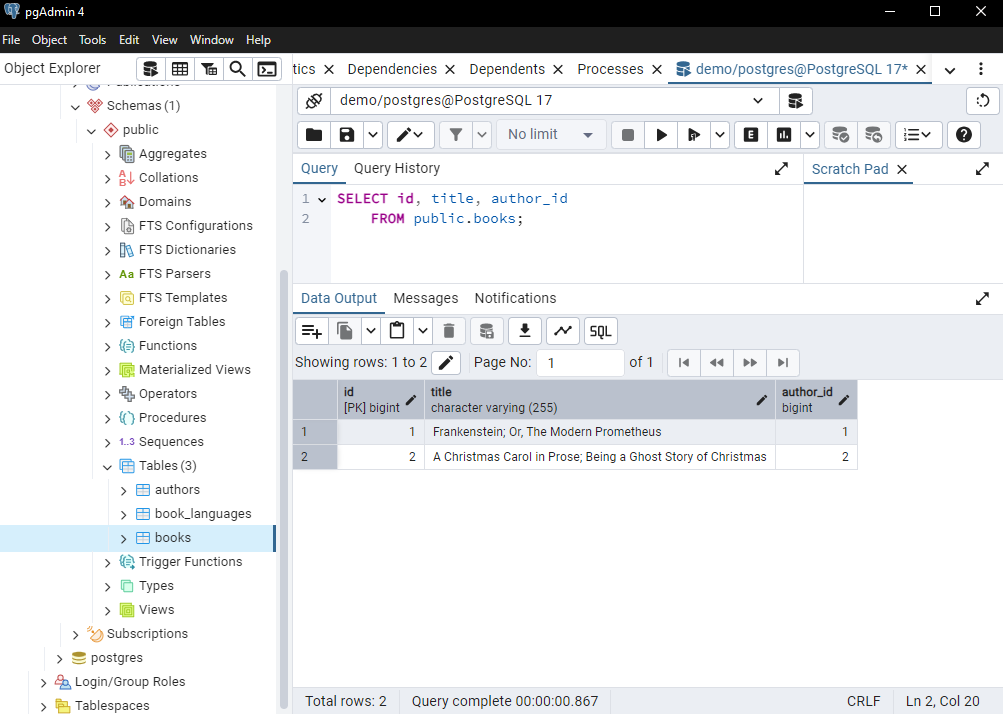 pgAdmin 4
File Object Tools Edit View Window Help
Object Explorer
tics Dependencies Dependents Processes demo/postgres@PostgreSQL 17*
Schemas (1)
public
Aggregates
Collations
Domains
FTS Configurations
FTS Dictionaries
Aa FTS Parsers
FTS Templates
Foreign Tables
Functions
Materialized Views
Operators
Procedures
1..3 Sequences
Tables (3)
authors
book_languages
books
Trigger Functions
Types
Views
Subscriptions
postgres
Login/Group Roles
Tablespaces
demo/postgres@PostgreSQL 17
No limit
E
Query Query History
Scratch Pad
1 SELECT id, title, author_id
2 FROM public.books;
Data Output Messages Notifications
SQL
Showing rows: 1 to 2 Page No: 1 of 1
id title author_id
[PK] bigint character varying (255) bigint
1 1 Frankenstein; Or, The Modern Prometheus 1
2 2 A Christmas Carol in Prose; Being a Ghost Story of Christmas 2
Total rows: 2 Query complete 00:00:00.867 CRLF Ln 2, Col 20